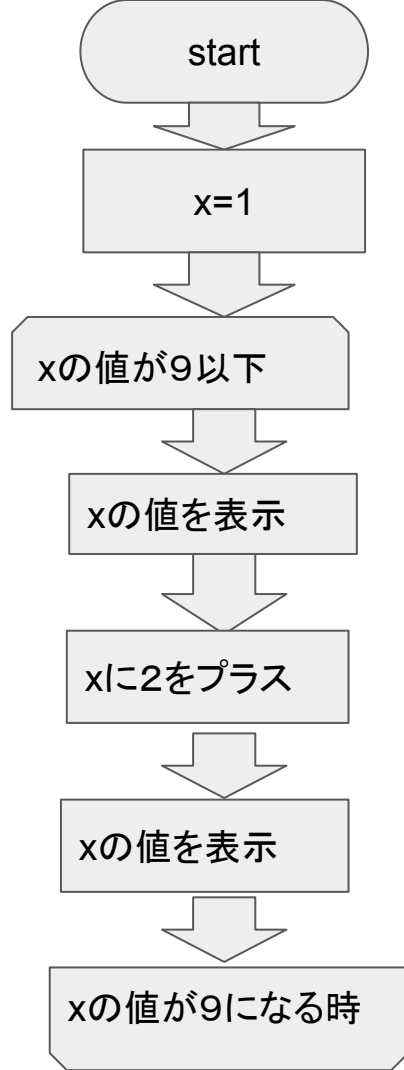 start
x=1
xの値が９以下
xの値を表示
xに２をプラス
xの値を表示
xの値が９になる時